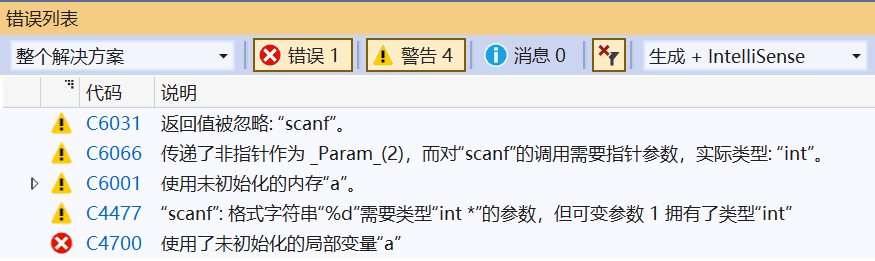 错误列表
整个解决方案 错误 1 警告 4 消息 0 生成 + IntelliSense
代码 说明
C6031 返回值被忽略: “scanf”。
C6066 传递了非指针作为 _Param_(2)，而对“scanf”的调用需要指针参数，实际类型: “int”。
C6001 使用未初始化的内存“a”。
C4477 “scanf”: 格式字符串“%d”需要类型“int *”的参数，但可变参数 1 拥有了类型“int”
C4700 使用了未初始化的局部变量“a”